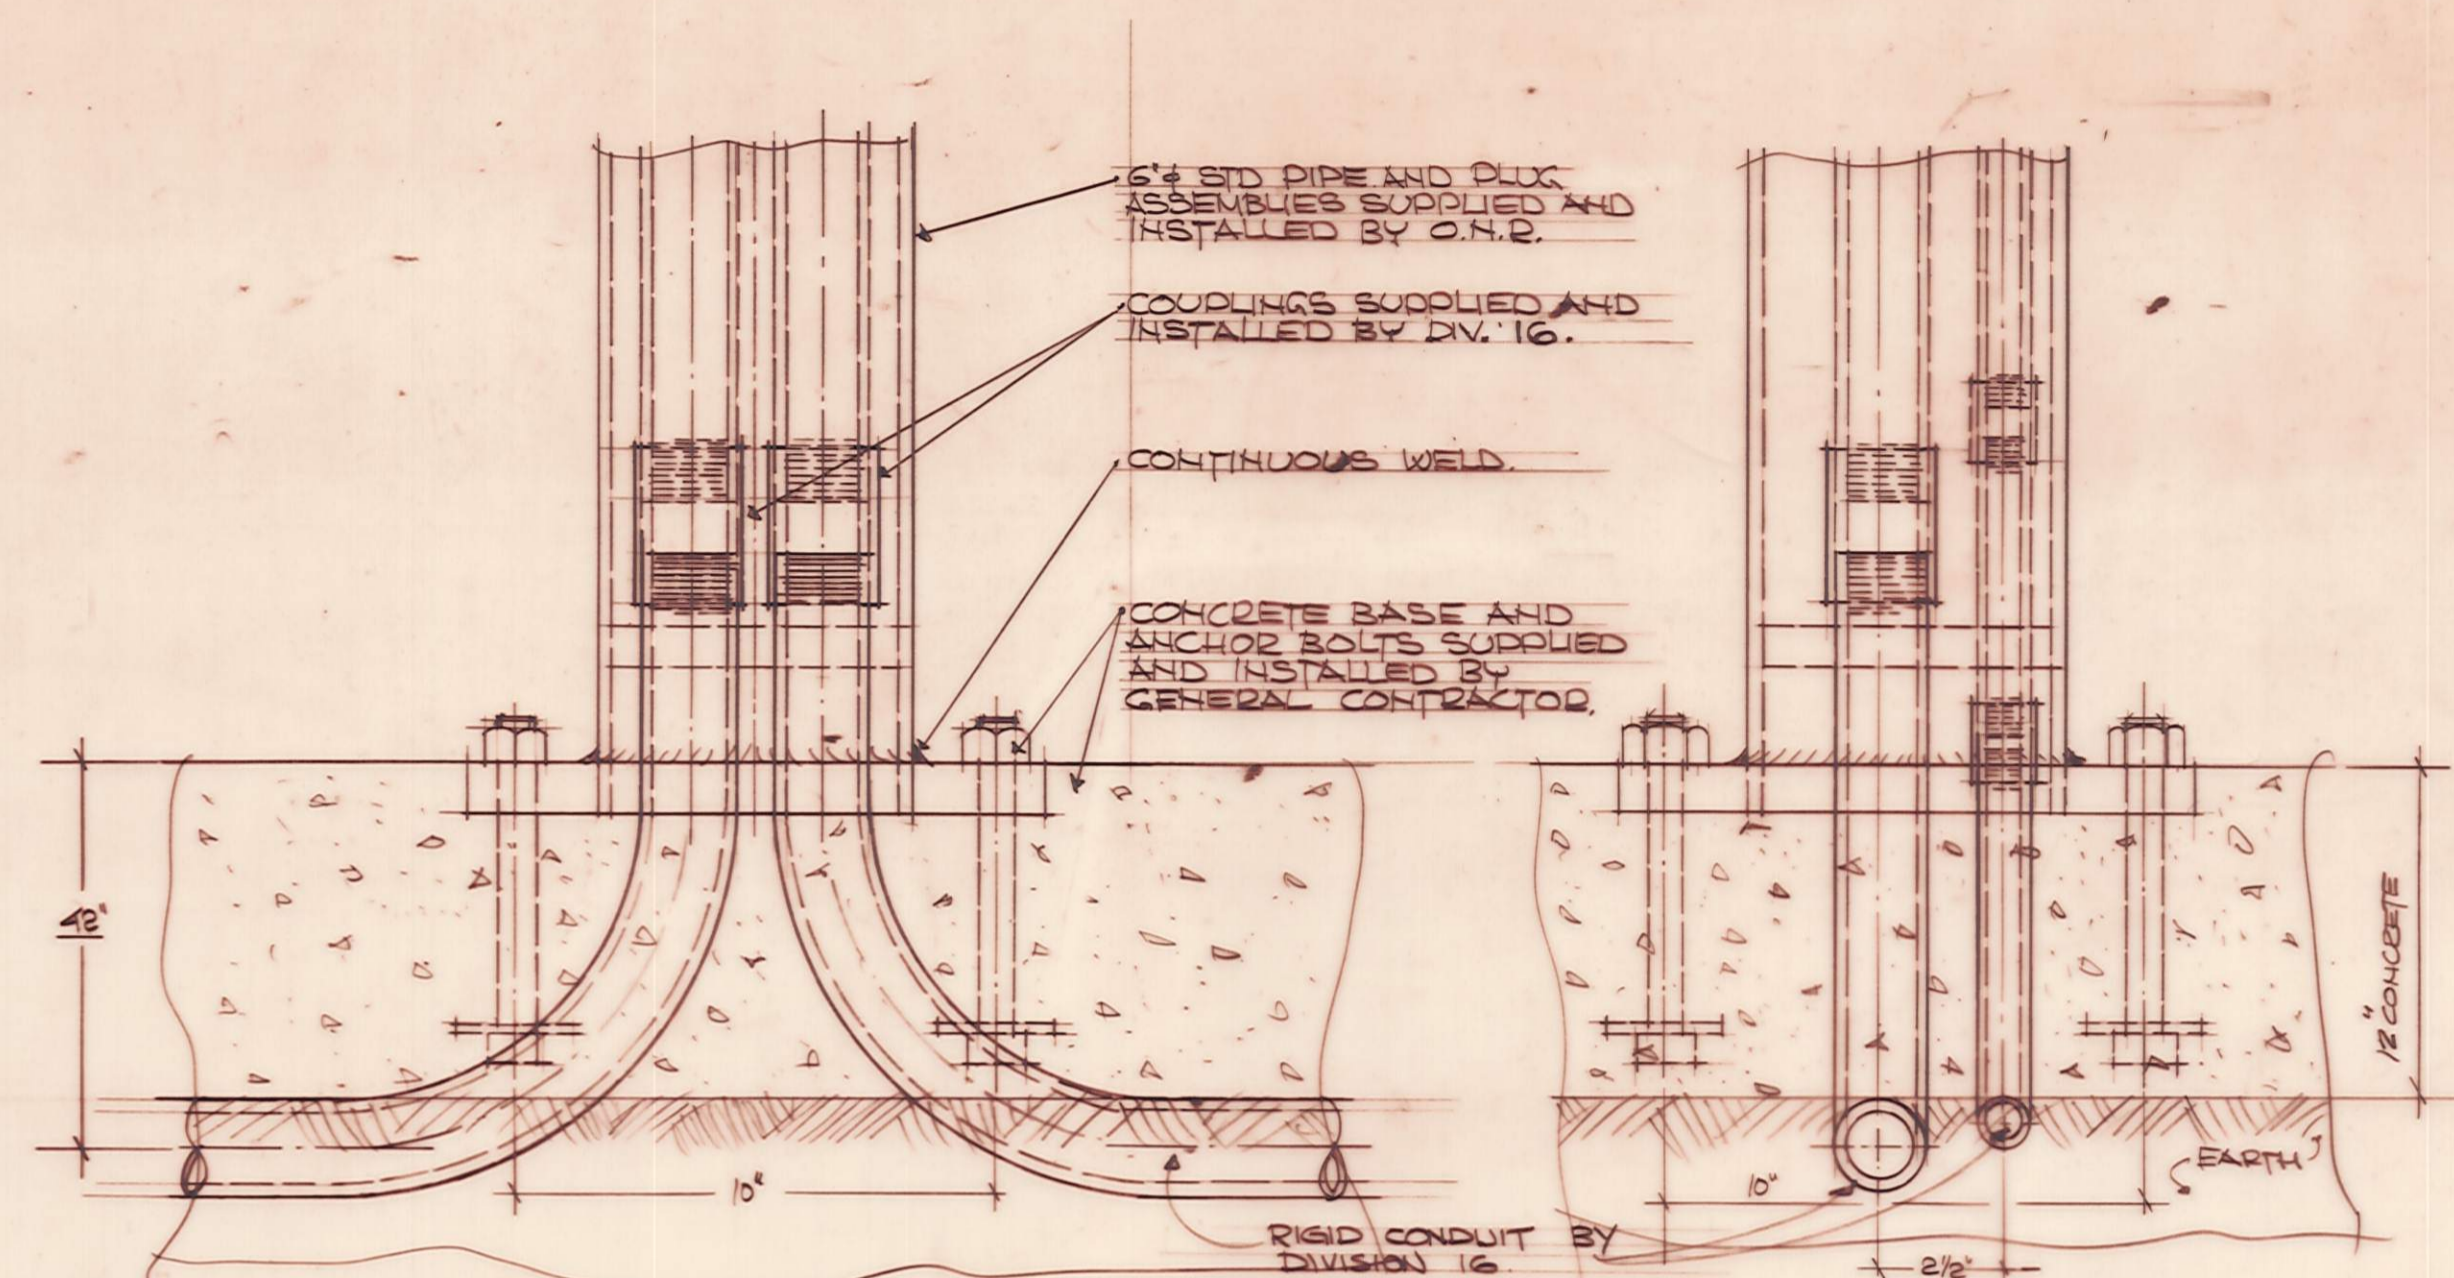 6"ɸ STD PIPE AND PLUG
ASSEMBLIES SUPPLIED AND
INSTALLED BY O.N.R.
COUPLINGS SUPPLIED AND
INSTALLED BY DIV. 16.
CONTINUOUS WELD.
CONCRETE BASE AND
ANCHOR BOLTS SUPPLIED
AND INSTALLED BY
GENERAL CONTRACTOR.
42"
12" CONCRETE
EARTH
10"
10"
RIGID CONDUIT BY
DIVISION 16.
2 1/2"